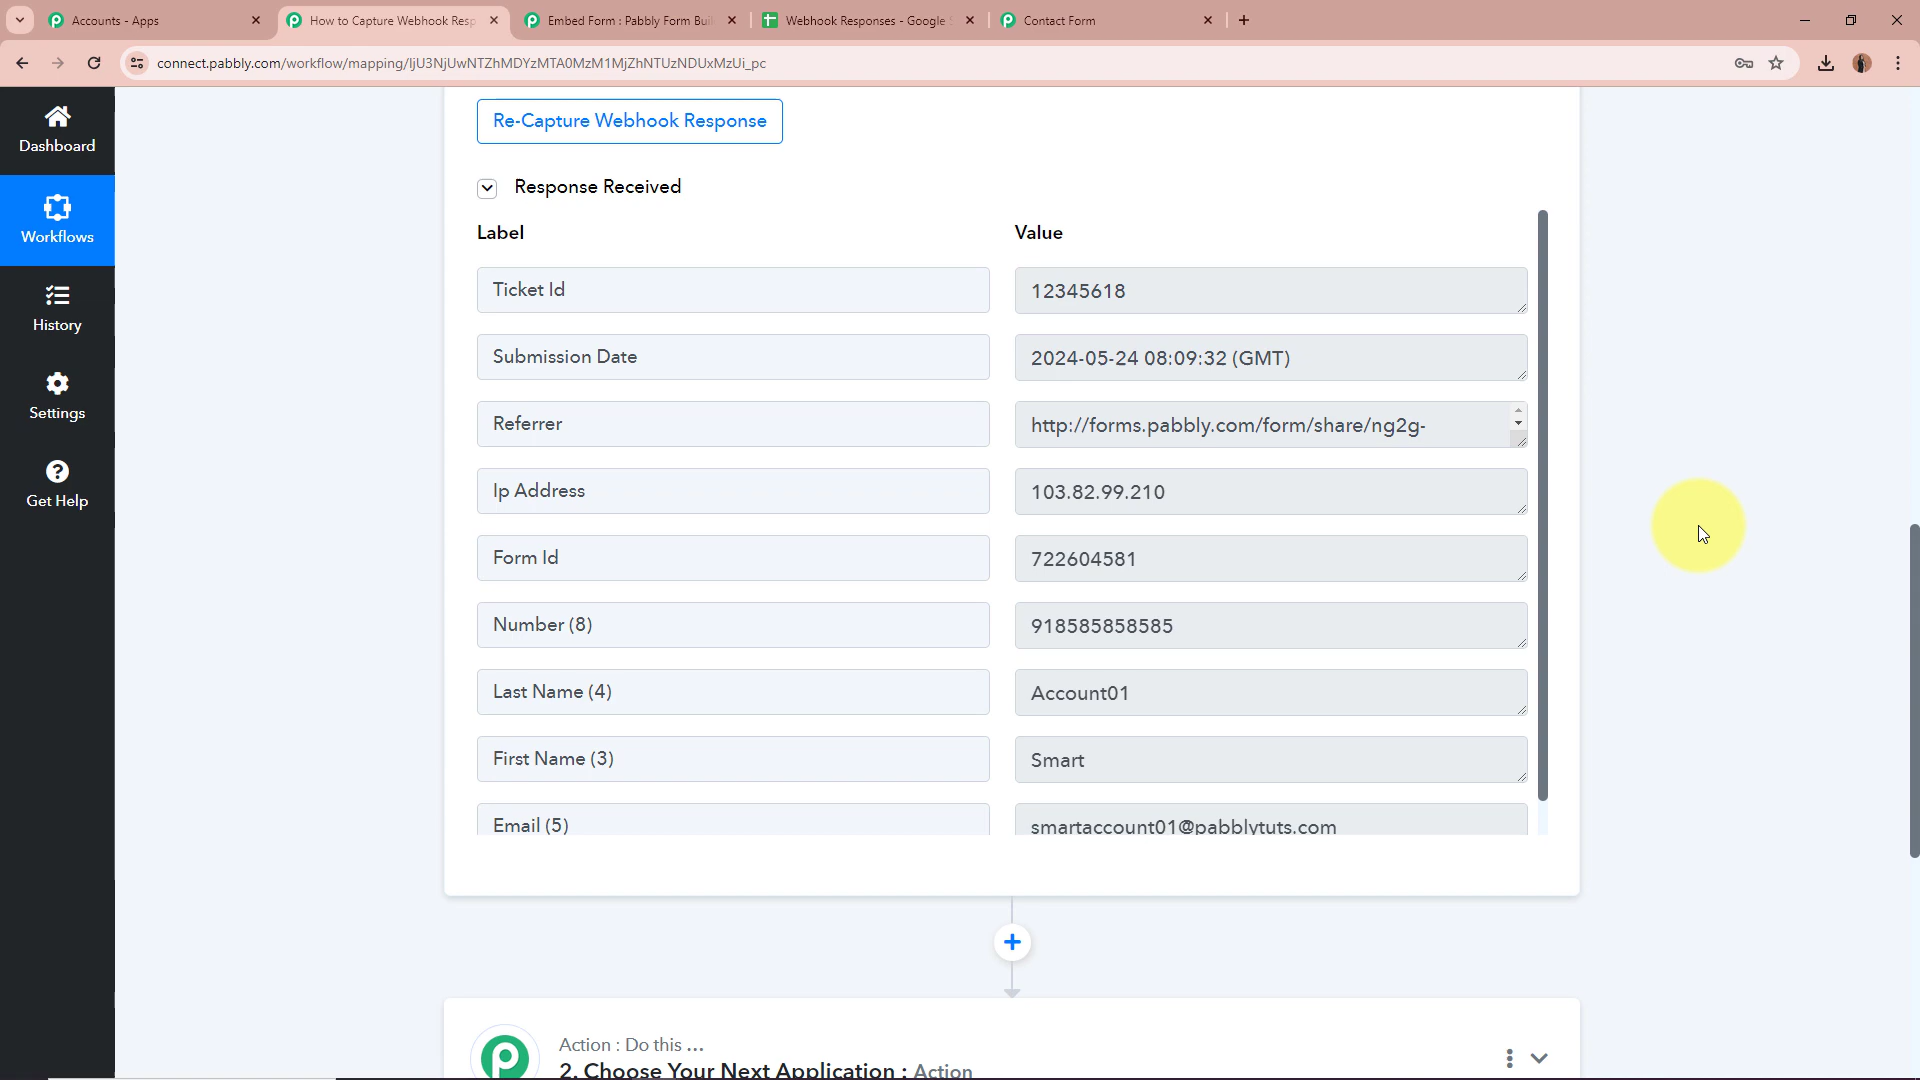 Accounts - Apps
How to Capture Webhook Resp
Embed Form : Pabbly Form Buil
Webhook Responses - Google S
Contact Form
connect.pabbly.com/workflow/mapping/IjU3NjUwNTZhMDYzMTA0MzM1MjZhNTUzNDUxMzUi_pc
Dashboard
Workflows
History
Settings
Get Help
Re-Capture Webhook Response
Response Received
Label Value
Ticket Id 12345618
Submission Date 2024-05-24 08:09:32 (GMT)
Referrer http://forms.pabbly.com/form/share/ng2g-
Ip Address 103.82.99.210
Form Id 722604581
Number (8) 918585858585
Last Name (4) Account01
First Name (3) Smart
Email (5) smartaccount01@pabblytuts.com
Action : Do this ...
2. Choose Your Next Application : Action